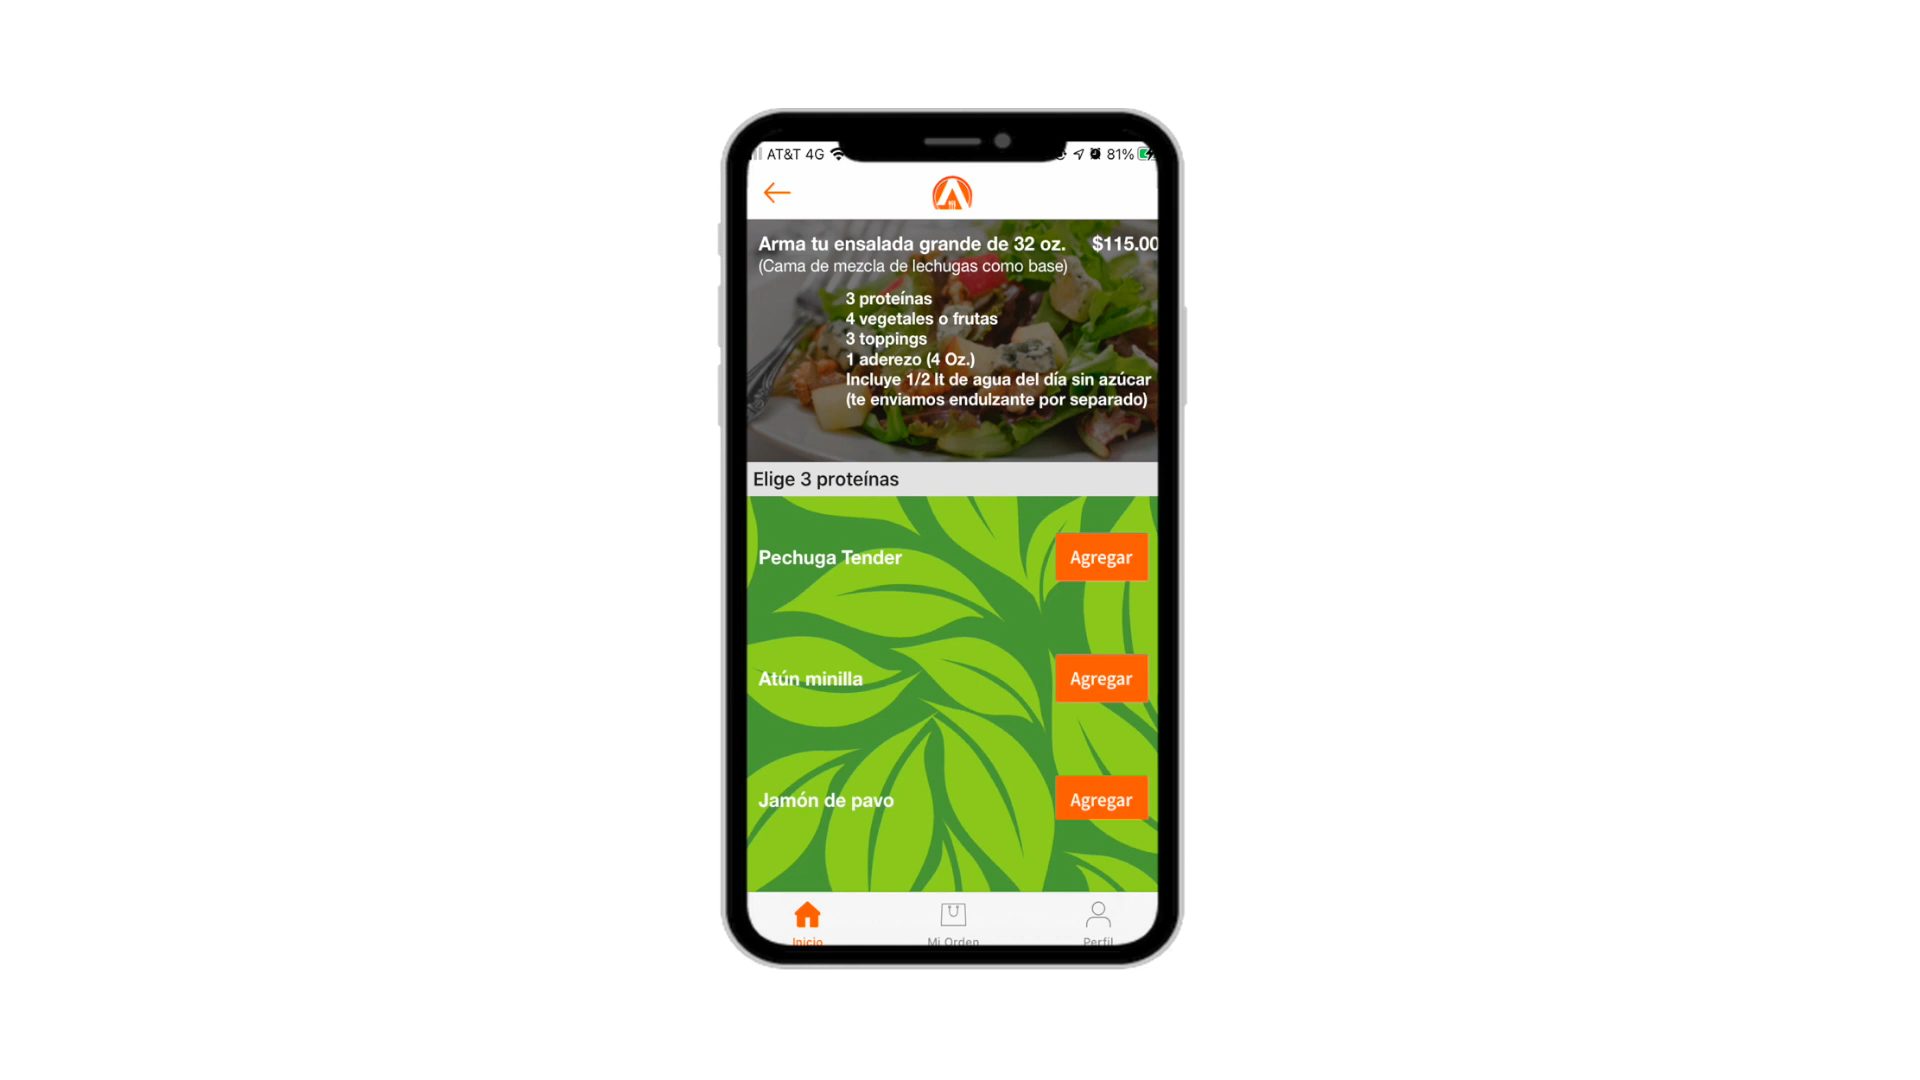 AT&T 4G 81%
Arma tu ensalada grande de 32 oz. $115.00
(Cama de mezcla de lechugas como base)
3 proteínas
4 vegetales o frutas
3 toppings
1 aderezo (4 Oz.)
Incluye 1/2 lt de agua del día sin azúcar
(te enviamos endulzante por separado)
Elige 3 proteínas
Pechuga Tender Agregar
Atún minilla Agregar
Jamón de pavo Agregar
Inicio Mi Orden Perfil